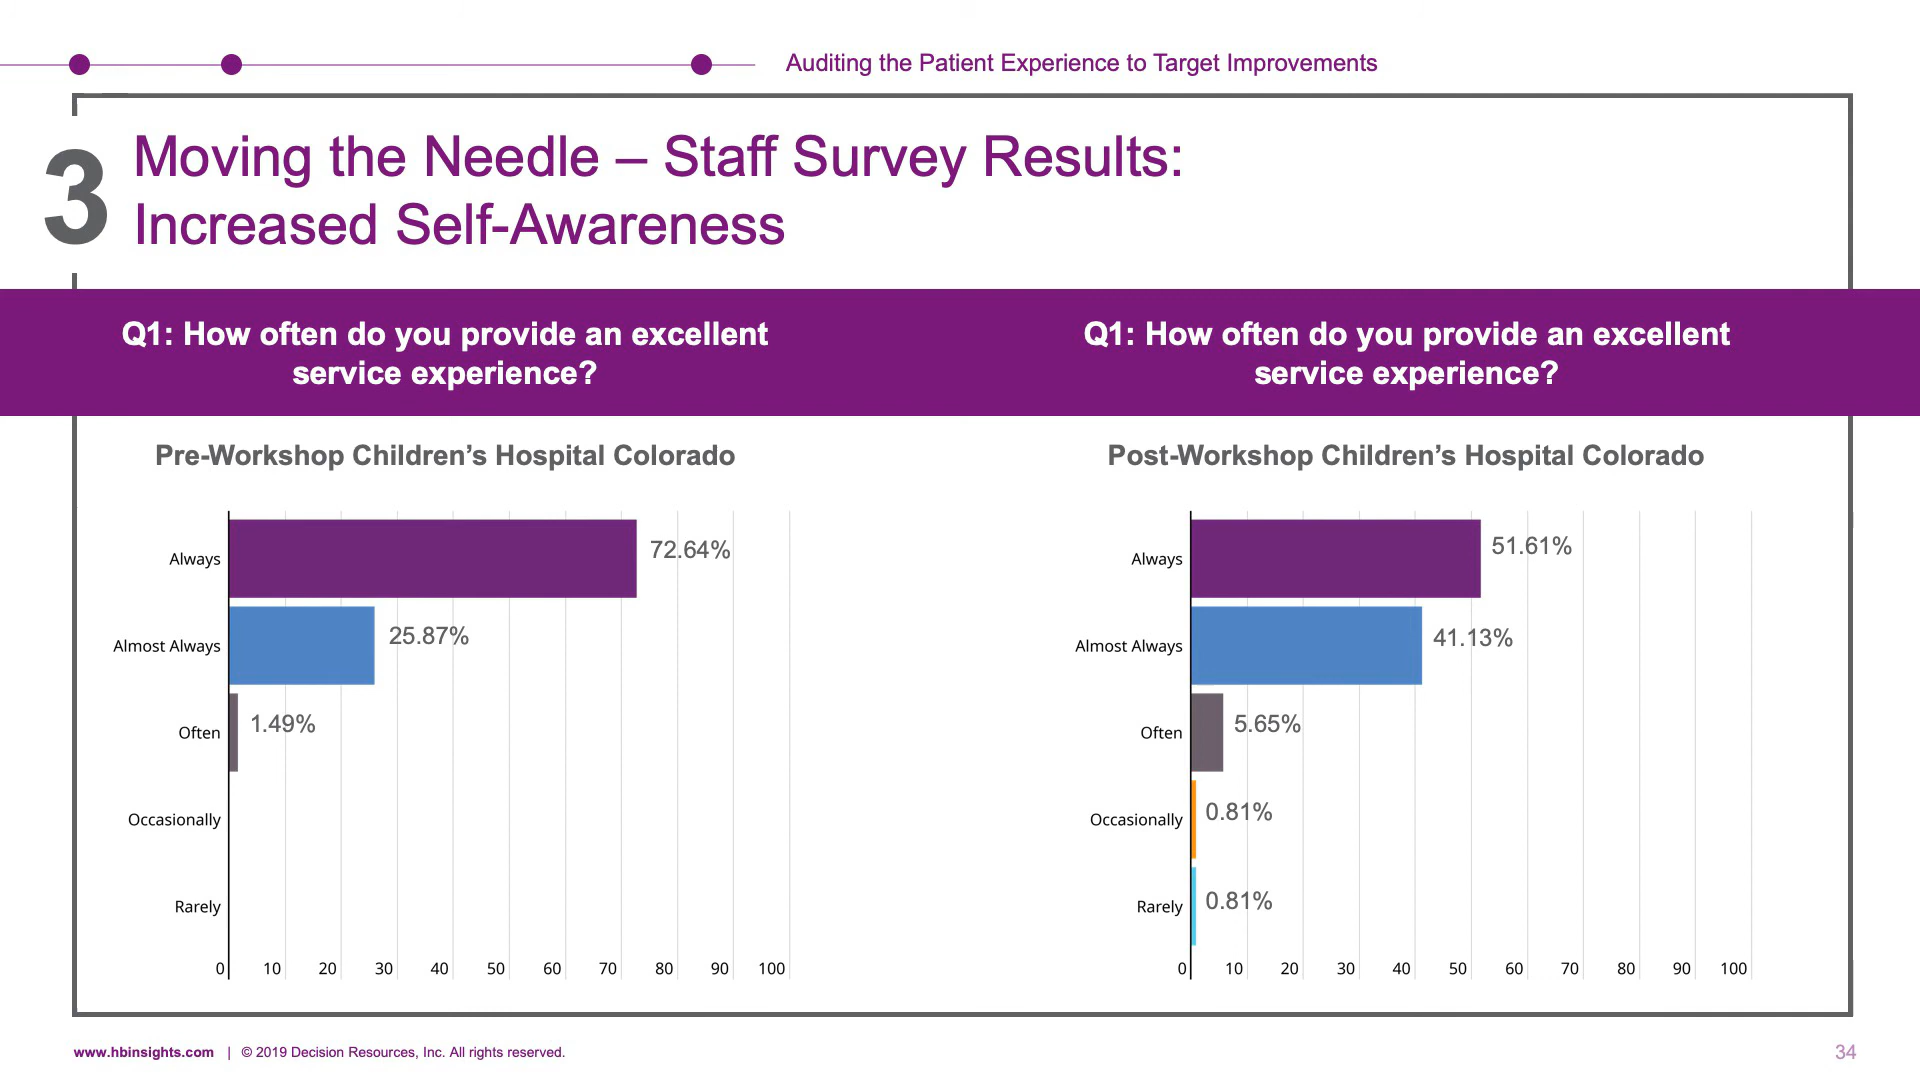 Auditing the Patient Experience to Target Improvements
3
Moving the Needle – Staff Survey Results:
Increased Self-Awareness
Q1: How often do you provide an excellent
service experience?
Q1: How often do you provide an excellent
service experience?
Pre-Workshop Children’s Hospital Colorado
Always
72.64%
Almost Always
25.87%
Often
1.49%
Occasionally
Rarely
0 10 20 30 40 50 60 70 80 90 100
Post-Workshop Children’s Hospital Colorado
Always
51.61%
Almost Always
41.13%
Often
5.65%
Occasionally
0.81%
Rarely
0.81%
0 10 20 30 40 50 60 70 80 90 100
www.hbinsights.com | © 2019 Decision Resources, Inc. All rights reserved.
34